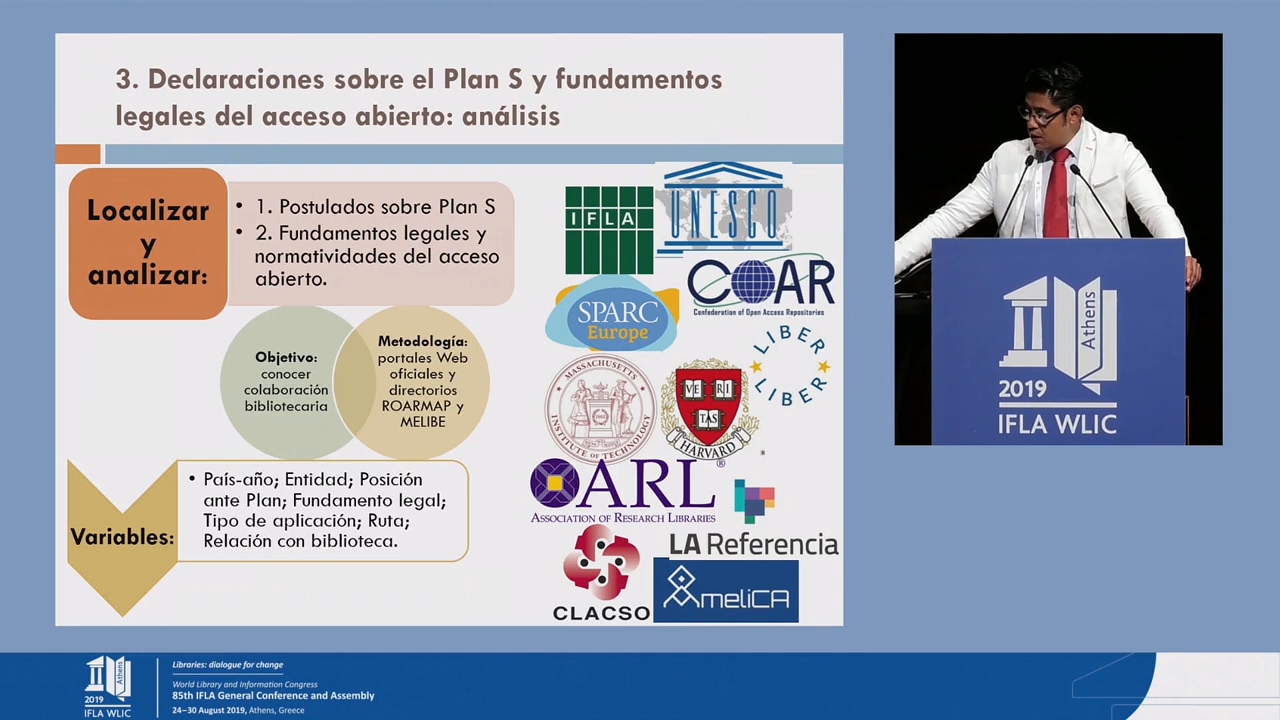 3. Declaraciones sobre el Plan S y fundamentos
legales del acceso abierto: análisis
Localizar
y
analizar:
• 1. Postulados sobre Plan S
• 2. Fundamentos legales y
normatividades del acceso
abierto.
Objetivo:
conocer
colaboración
bibliotecaria
Metodología:
portales Web
oficiales y
directorios
ROARMAP y
MELIBE
Variables:
• País-año; Entidad; Posición
ante Plan; Fundamento legal;
Tipo de aplicación; Ruta;
Relación con biblioteca.
IFLA
UNESCO
COAR
Confederation of Open Access Repositories
SPARC
Europe
LIBER
LIBER
MASSACHUSETTS
INSTITUTE OF TECHNOLOGY
VE RI
TAS
HARVARD
ARL®
ASSOCIATION OF RESEARCH LIBRARIES
LA Referencia
CLACSO
AmeliCA
Athens
2019
IFLA WLIC
Athens
2019
IFLA WLIC
Libraries: dialogue for change
World Library and Information Congress
85th IFLA General Conference and Assembly
24–30 August 2019, Athens, Greece